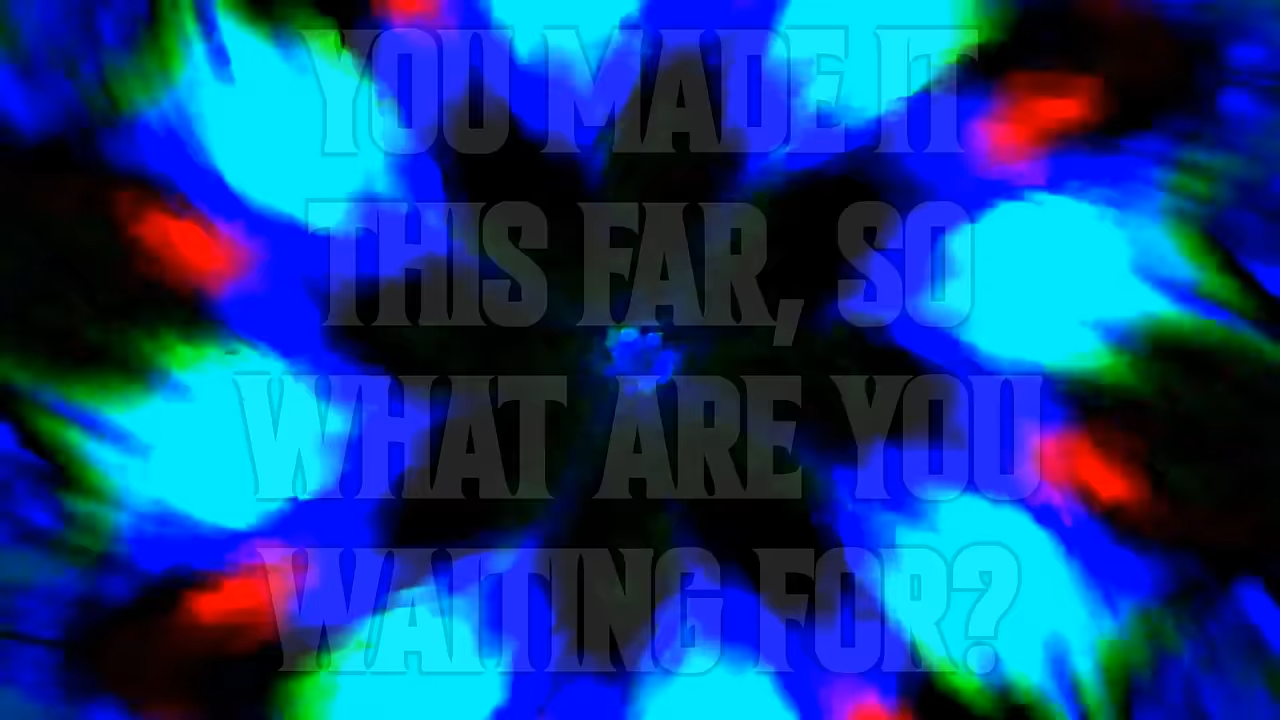 YOU MADE IT
THIS FAR, SO
WHAT ARE YOU
WAITING FOR?